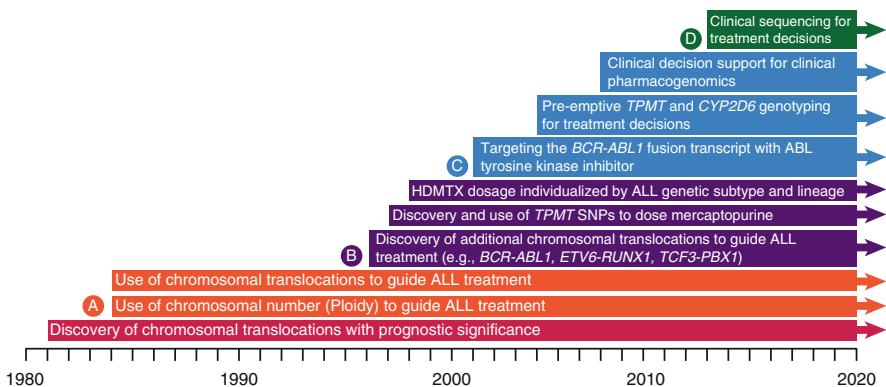 Clinical sequencing for
treatment decisions
D
Clinical decision support for clinical
pharmacogenomics
Pre-emptive TPMT and CYP2D6 genotyping
for treatment decisions
Targeting the BCR-ABL1 fusion transcript with ABL
tyrosine kinase inhibitor
C
HDMTX dosage individualized by ALL genetic subtype and lineage
Discovery and use of TPMT SNPs to dose mercaptopurine
Discovery of additional chromosomal translocations to guide ALL
treatment (e.g., BCR-ABL1, ETV6-RUNX1, TCF3-PBX1)
B
Use of chromosomal translocations to guide ALL treatment
A
Use of chromosomal number (Ploidy) to guide ALL treatment
Discovery of chromosomal translocations with prognostic significance
1980 1990 2000 2010 2020